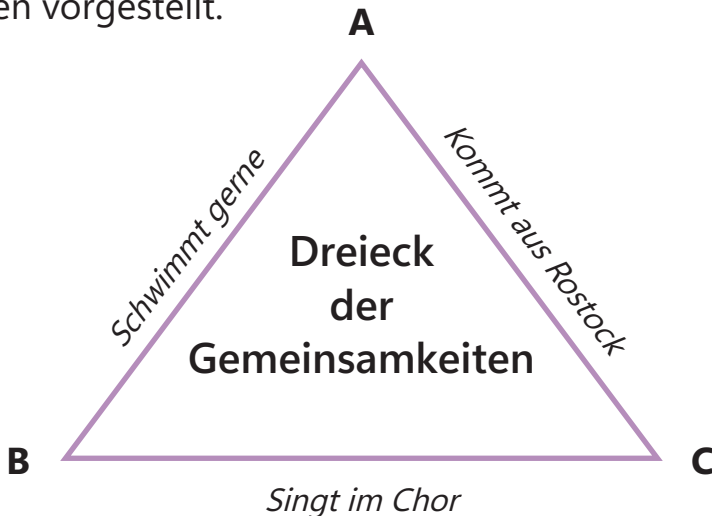 en vorgestellt.
A
Schwimmt gerne
Kommt aus Rostock
Dreieck
der
Gemeinsamkeiten
B
C
Singt im Chor